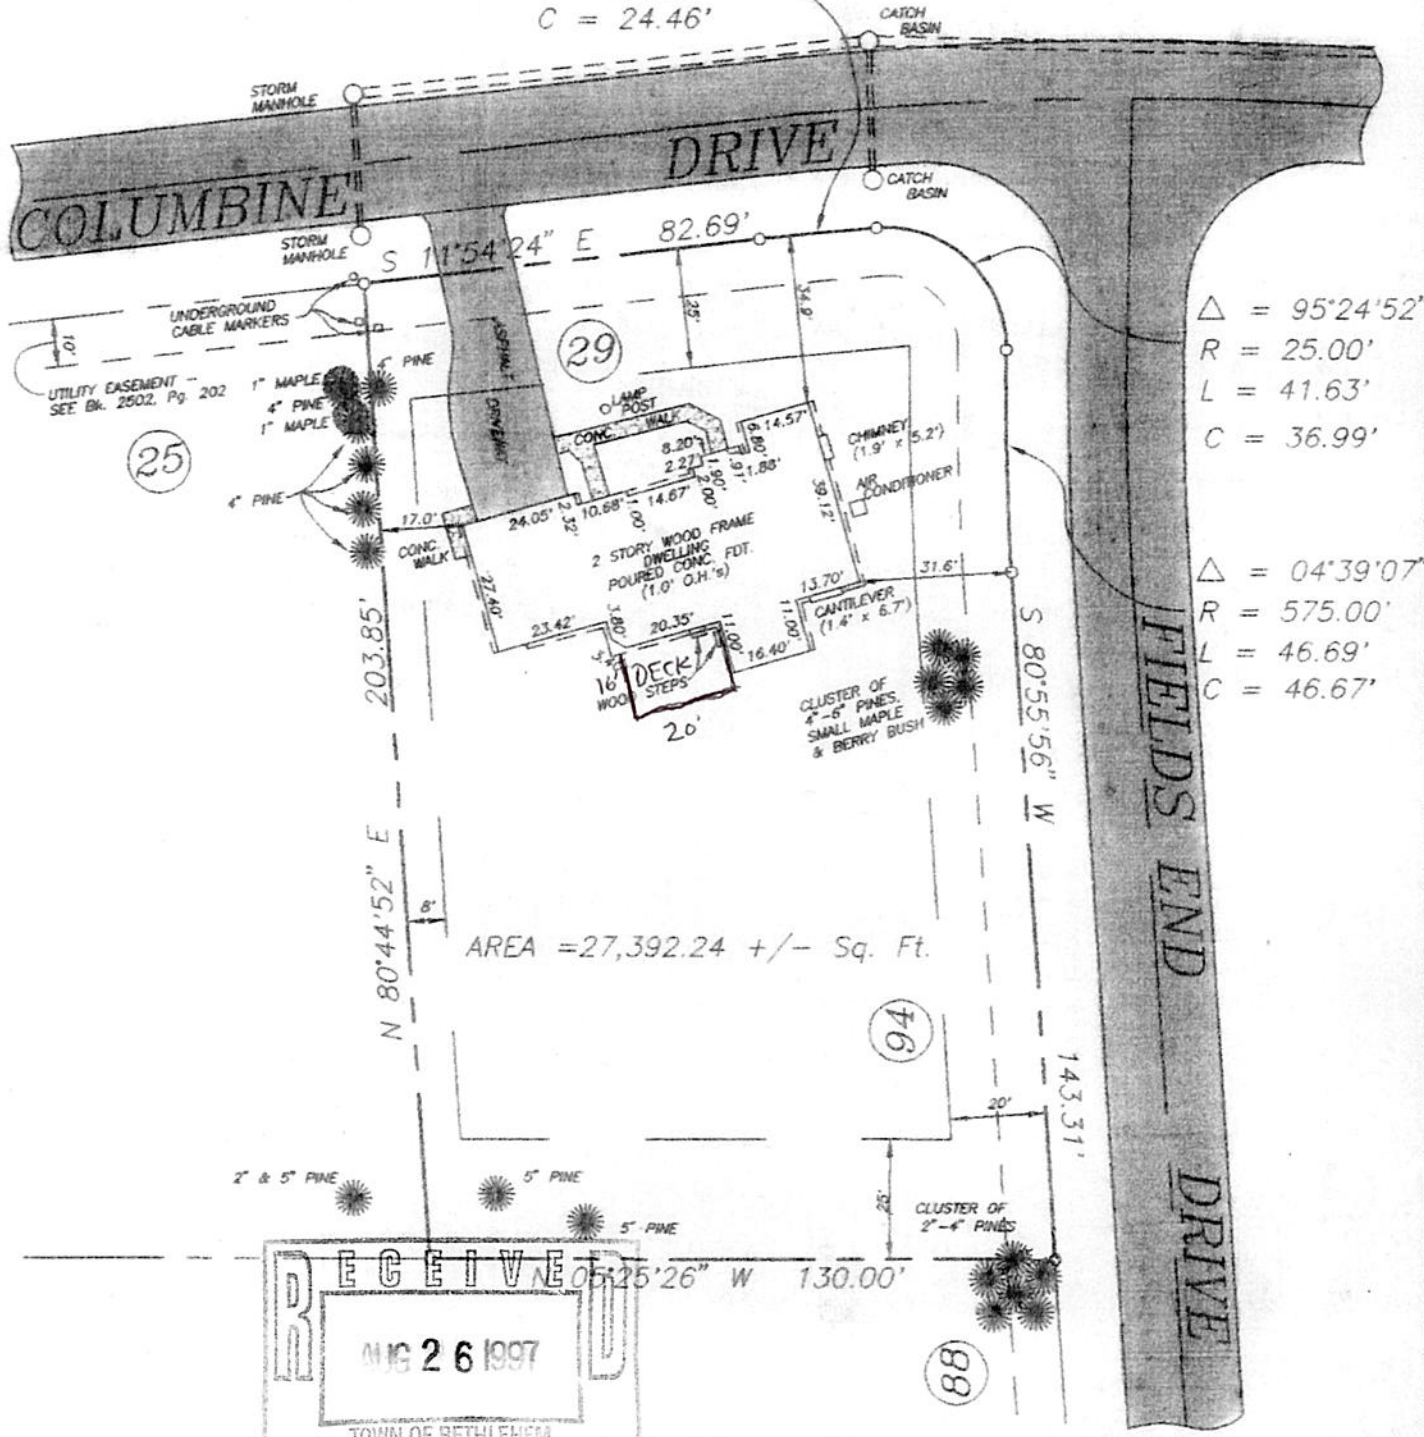 C = 24.46'
CATCH
BASIN
STORM
MANHOLE
COLUMBINE DRIVE
CATCH
BASIN
STORM
MANHOLE
S 11°54'24" E 82.69'
UNDERGROUND
CABLE MARKERS
10'
25'
34.9'
29
ASPHALT
DRIVEWAY
UTILITY EASEMENT -
SEE Bk. 2502, Pg. 202
1" MAPLE
4" PINE
4" PINE
1" MAPLE
25
4" PINE
LAMP
POST
CONC. WALK
8.20'
2.27'
1.90'
2.00'
.91'
1.88'
6.80'
14.57'
CHIMNEY
(1.9' x 5.2')
AIR
CONDITIONER
39.12'
17.0'
CONC.
WALK
24.05'
2.32'
10.68'
1.00'
14.67'
2 STORY WOOD FRAME
DWELLING
POURED CONC. FDT.
(1.0' O.H.'s)
27.40'
23.42'
3.80'
20.35'
11.00'
16.40'
11.00'
13.70'
31.6'
CANTILEVER
(1.4' x 6.7')
16' DECK
STEPS
20'
CLUSTER OF
4"-6" PINES,
SMALL MAPLE
& BERRY BUSH
△ = 95°24'52"
R = 25.00'
L = 41.63'
C = 36.99'
△ = 04°39'07"
R = 575.00'
L = 46.69'
C = 46.67'
N 80°44'52" E 203.85'
S 80°55'56" W 143.31'
FIELDS END DRIVE
8'
AREA =27,392.24 +/- Sq. Ft.
94
20'
25'
2" & 5" PINE
5" PINE
5" PINE
CLUSTER OF
2"-4" PINES
N 05°25'26" W 130.00'
88
RECEIVED
AUG 26 1997
TOWN OF BETHLEHEM